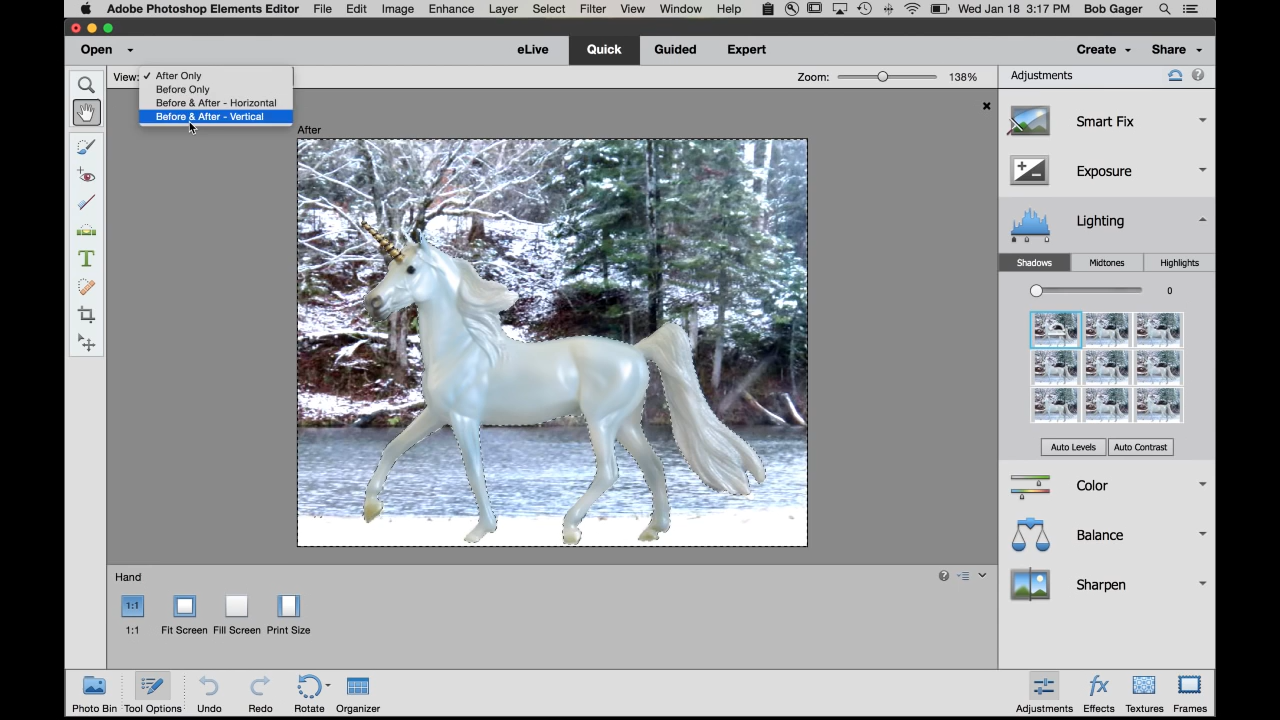 Adobe Photoshop Elements Editor File Edit Image Enhance Layer Select Filter View Window Help Wed Jan 18 3:17 PM Bob Gager
Open eLive Quick Guided Expert Create Share
View: ✓ After Only
Before Only
Before & After - Horizontal
Before & After - Vertical
Zoom: 138%
After
Adjustments
Smart Fix
Exposure
Lighting
Shadows Midtones Highlights
0
Auto Levels Auto Contrast
Color
Balance
Sharpen
Hand
1:1
1:1 Fit Screen Fill Screen Print Size
Photo Bin Tool Options Undo Redo Rotate Organizer Adjustments Effects Textures Frames